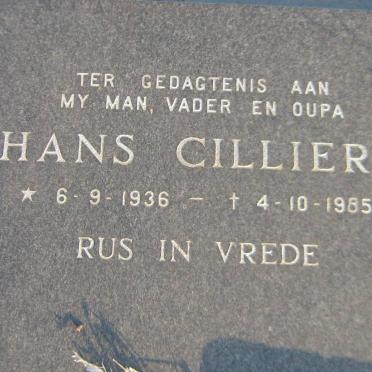 TER GEDAGTENIS AAN
MY MAN, VADER EN OUPA
HANS CILLIER
★ 6-9-1936 – † 4-10-1985
RUS IN VREDE